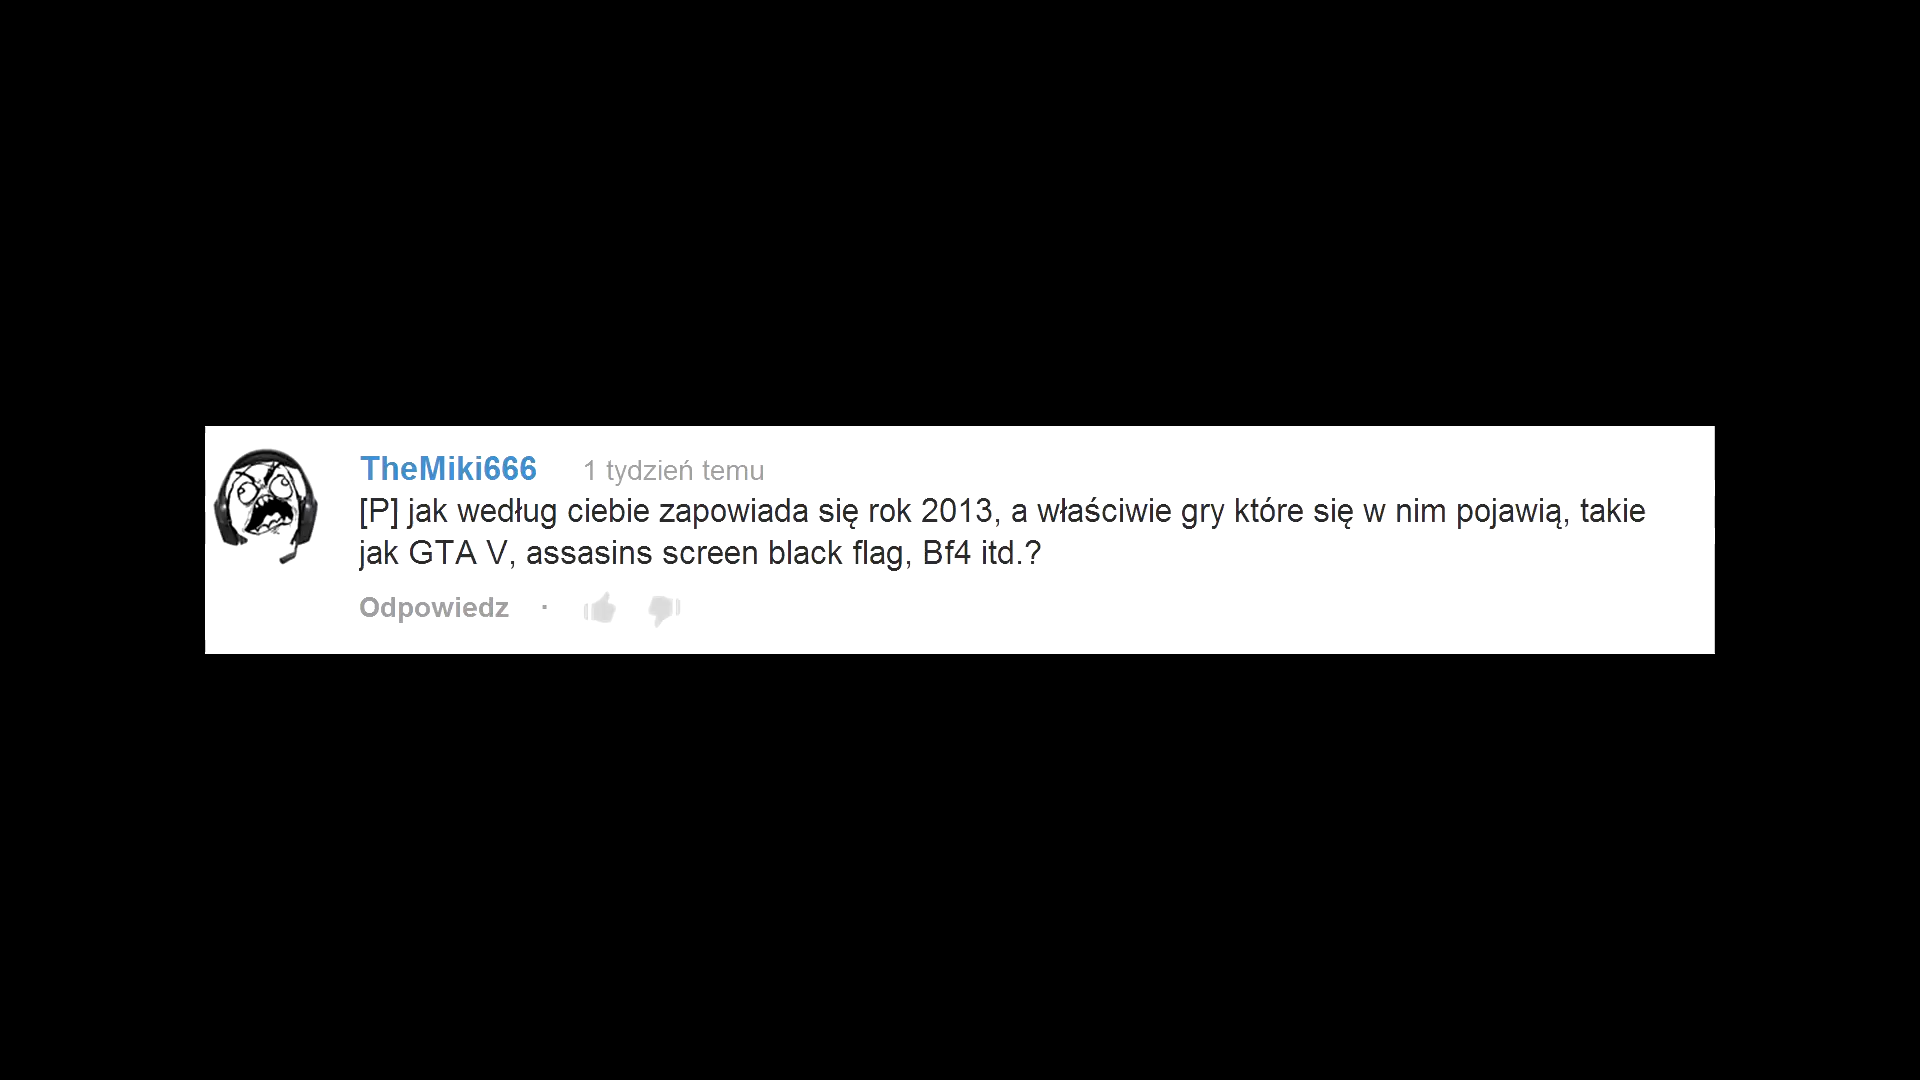 TheMiki666 1 tydzień temu
[P] jak według ciebie zapowiada się rok 2013, a właściwie gry które się w nim pojawią, takie
jak GTA V, assasins screen black flag, Bf4 itd.?
Odpowiedz ·